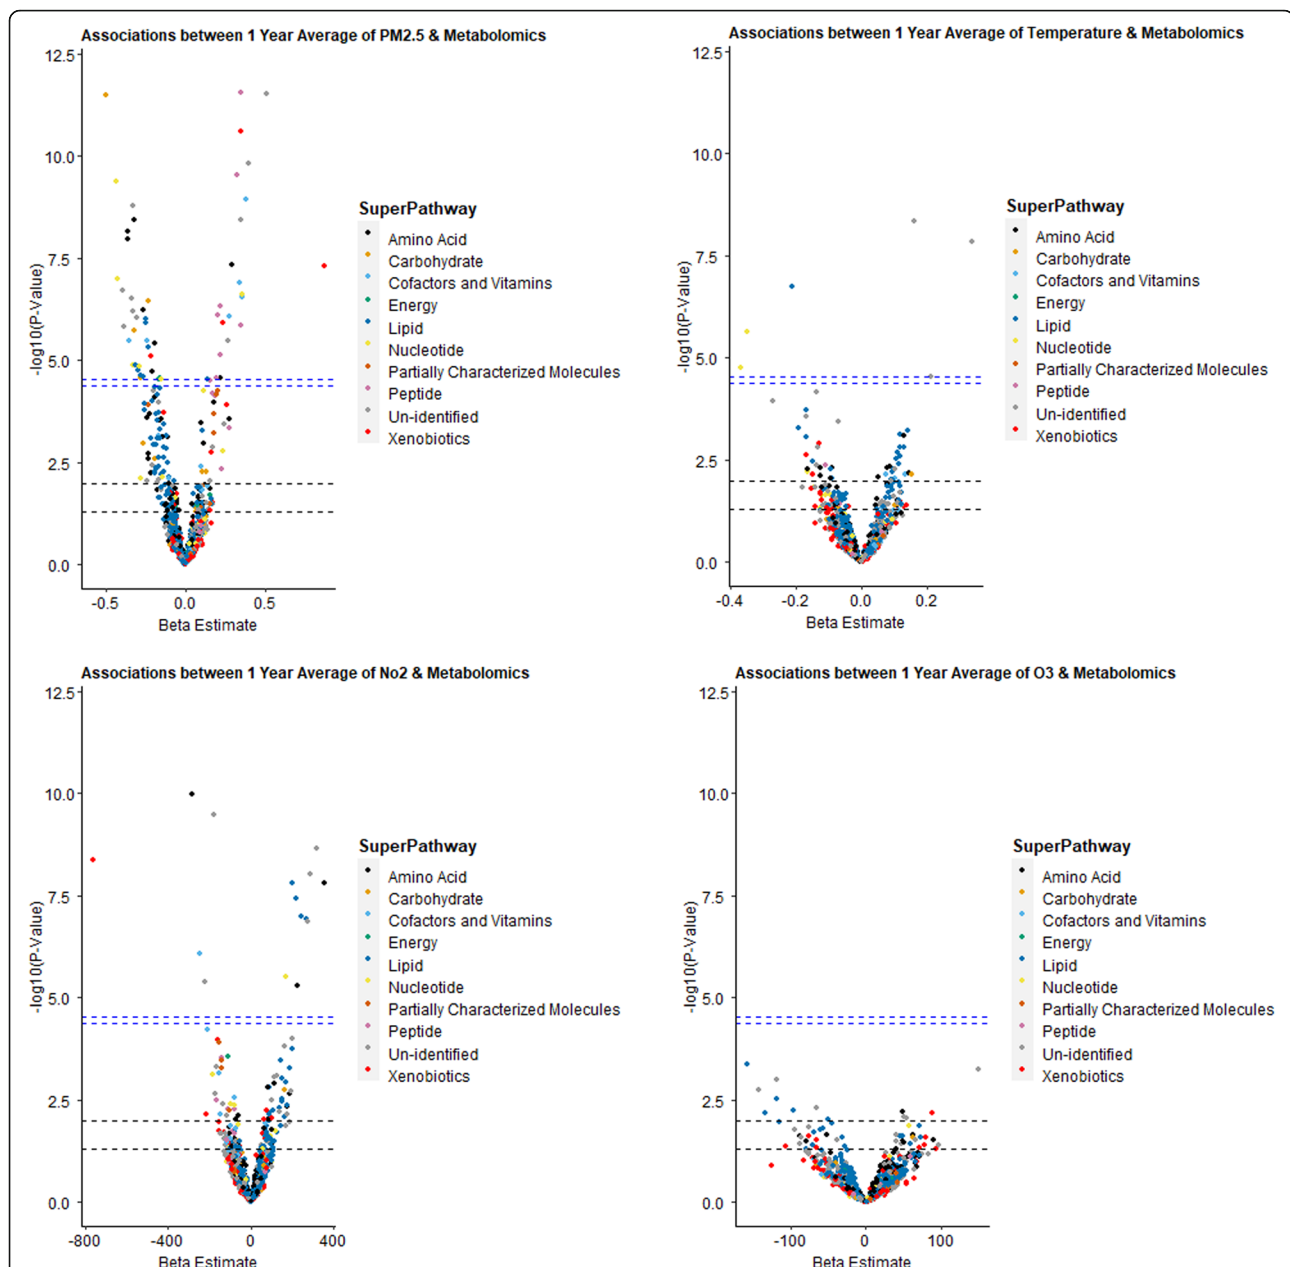 Associations between 1 Year Average of PM2.5 & Metabolomics
12.5
10.0
7.5
5.0
2.5
0.0
-log10(P-Value)
-0.5
0.0
0.5
Beta Estimate
SuperPathway
Amino Acid
Carbohydrate
Cofactors and Vitamins
Energy
Lipid
Nucleotide
Partially Characterized Molecules
Peptide
Un-identified
Xenobiotics
Associations between 1 Year Average of Temperature & Metabolomics
12.5
10.0
7.5
5.0
2.5
0.0
-log10(P-Value)
-0.4
-0.2
0.0
0.2
Beta Estimate
SuperPathway
Amino Acid
Carbohydrate
Cofactors and Vitamins
Energy
Lipid
Nucleotide
Partially Characterized Molecules
Peptide
Un-identified
Xenobiotics
Associations between 1 Year Average of No2 & Metabolomics
12.5
10.0
7.5
5.0
2.5
0.0
-log10(P-Value)
-800
-400
0
400
Beta Estimate
SuperPathway
Amino Acid
Carbohydrate
Cofactors and Vitamins
Energy
Lipid
Nucleotide
Partially Characterized Molecules
Peptide
Un-identified
Xenobiotics
Associations between 1 Year Average of O3 & Metabolomics
12.5
10.0
7.5
5.0
2.5
0.0
-log10(P-Value)
-100
0
100
Beta Estimate
SuperPathway
Amino Acid
Carbohydrate
Cofactors and Vitamins
Energy
Lipid
Nucleotide
Partially Characterized Molecules
Peptide
Un-identified
Xenobiotics